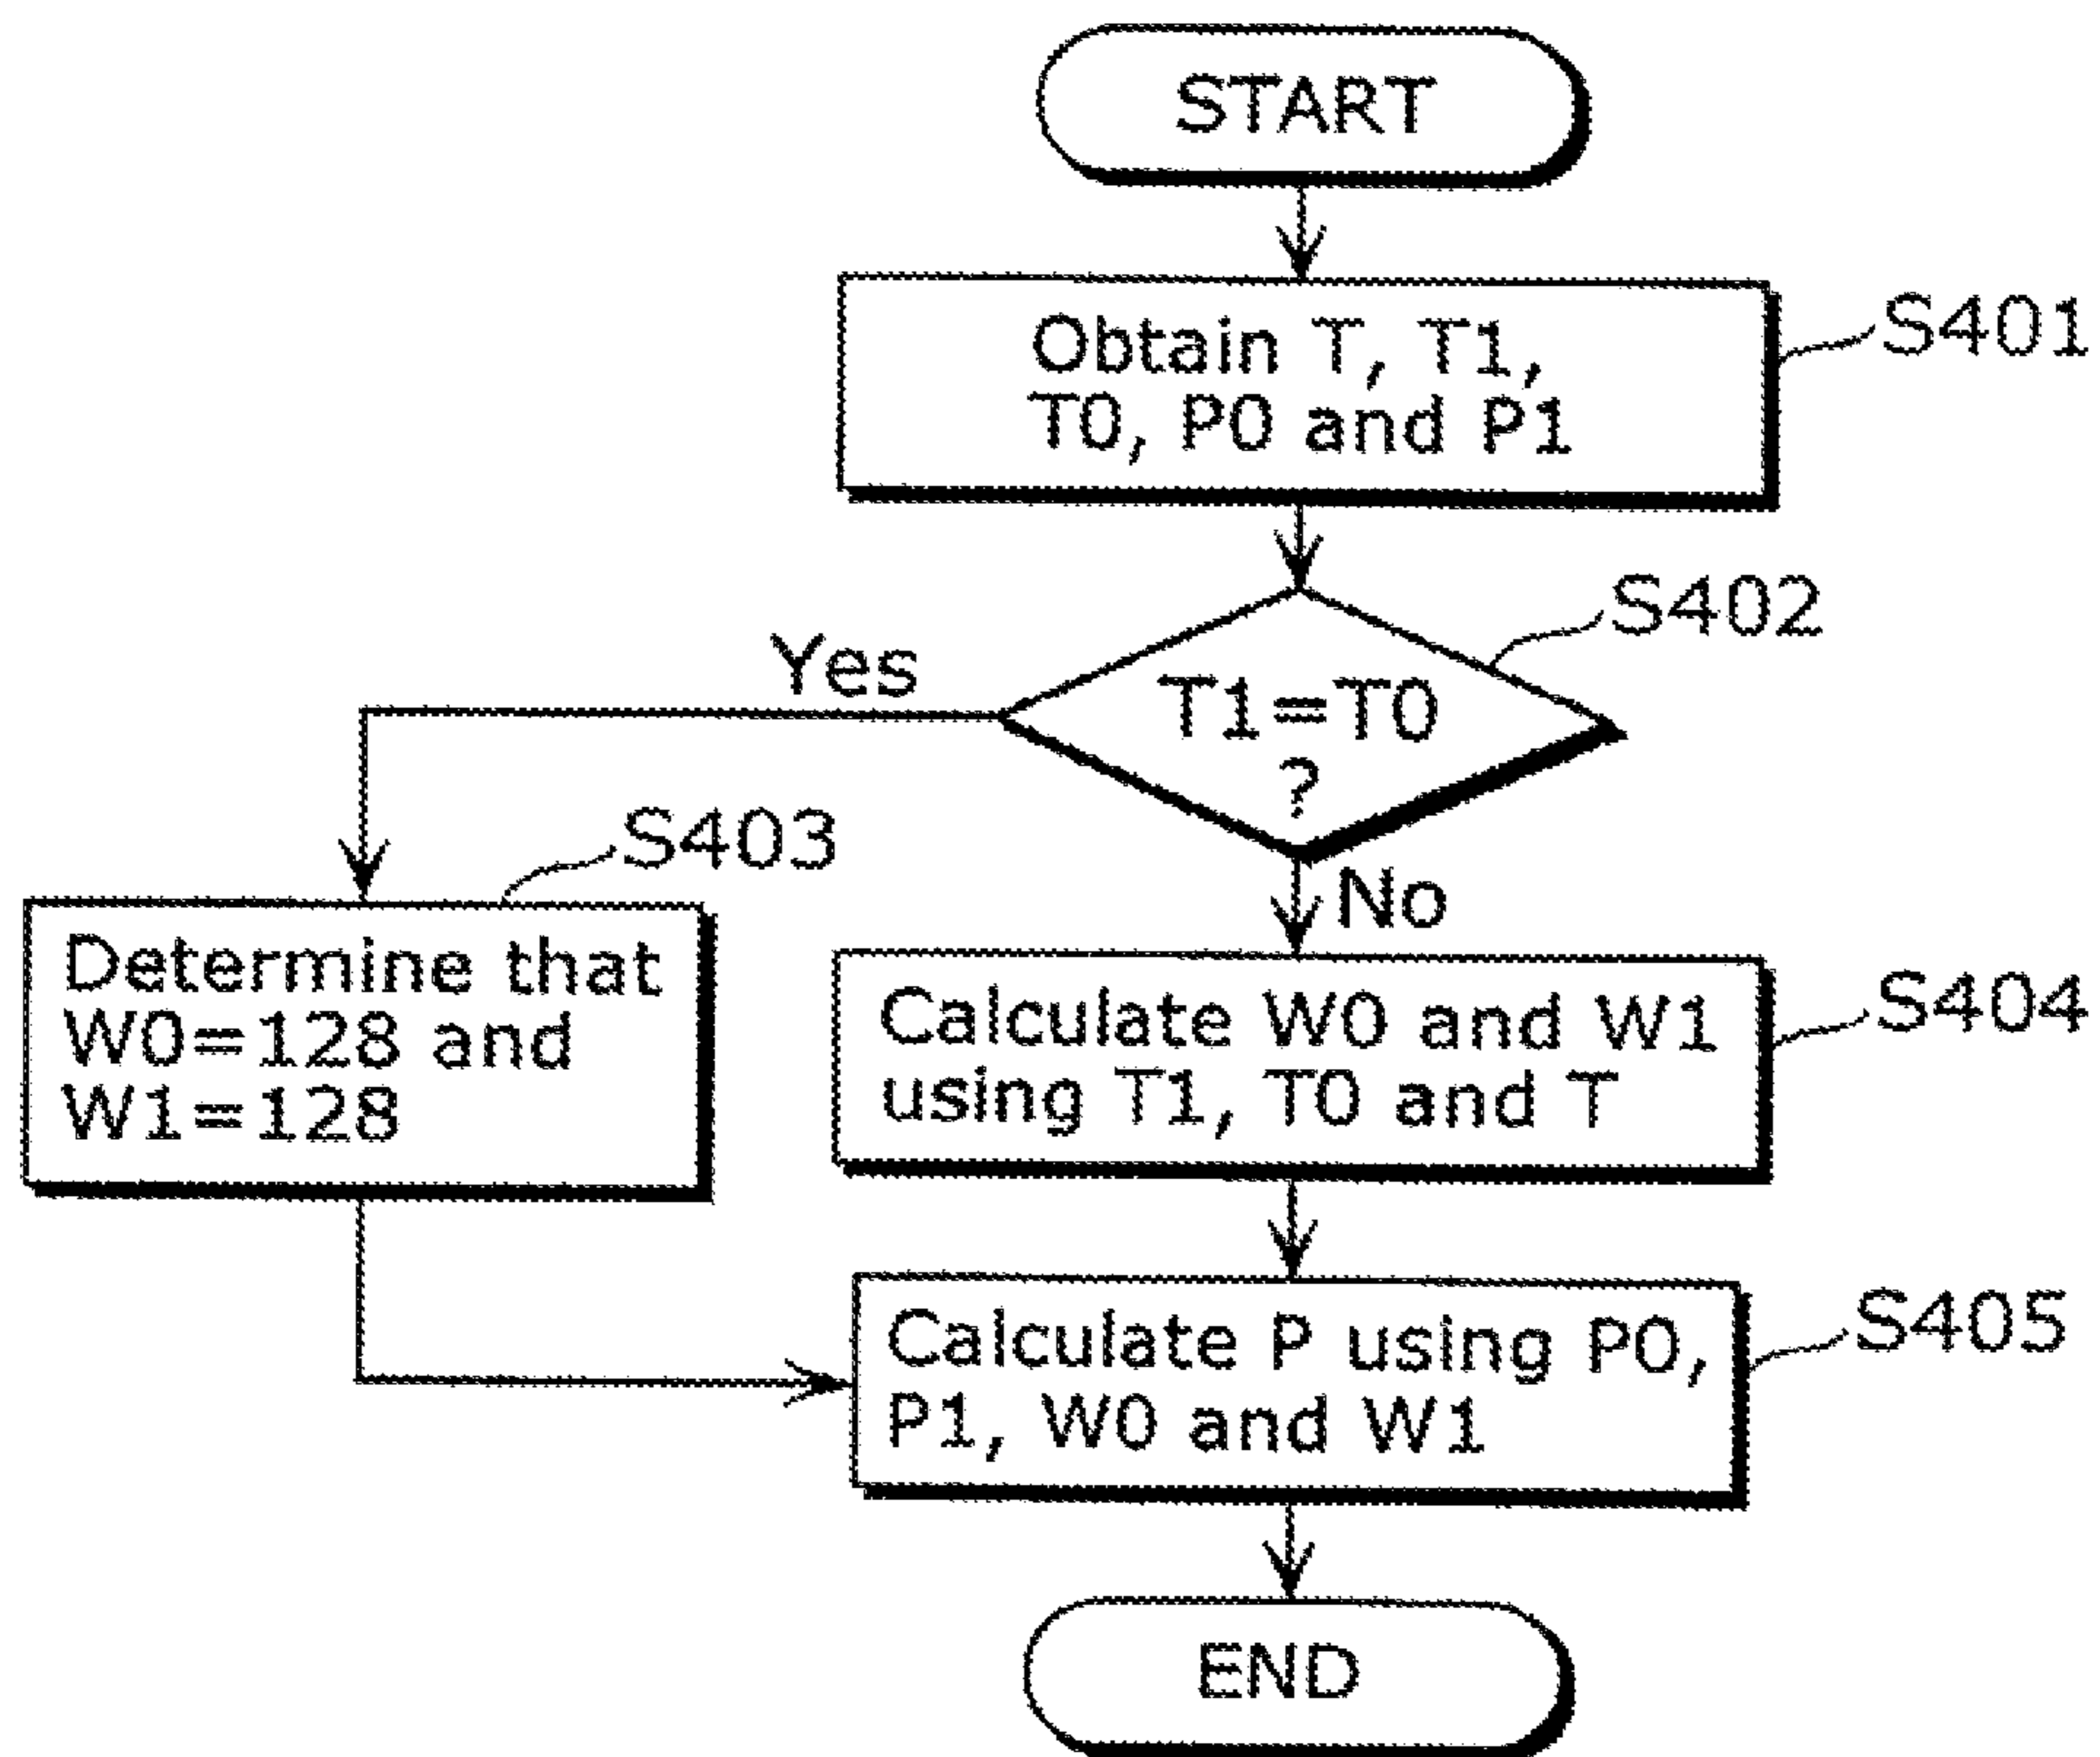 START
Obtain T, T1,
T0, P0 and P1
S401
S402
T1=T0
?
Yes
No
S403
Determine that
W0=128 and
W1=128
S404
Calculate W0 and W1
using T1, T0 and T
S405
Calculate P using P0,
P1, W0 and W1
END